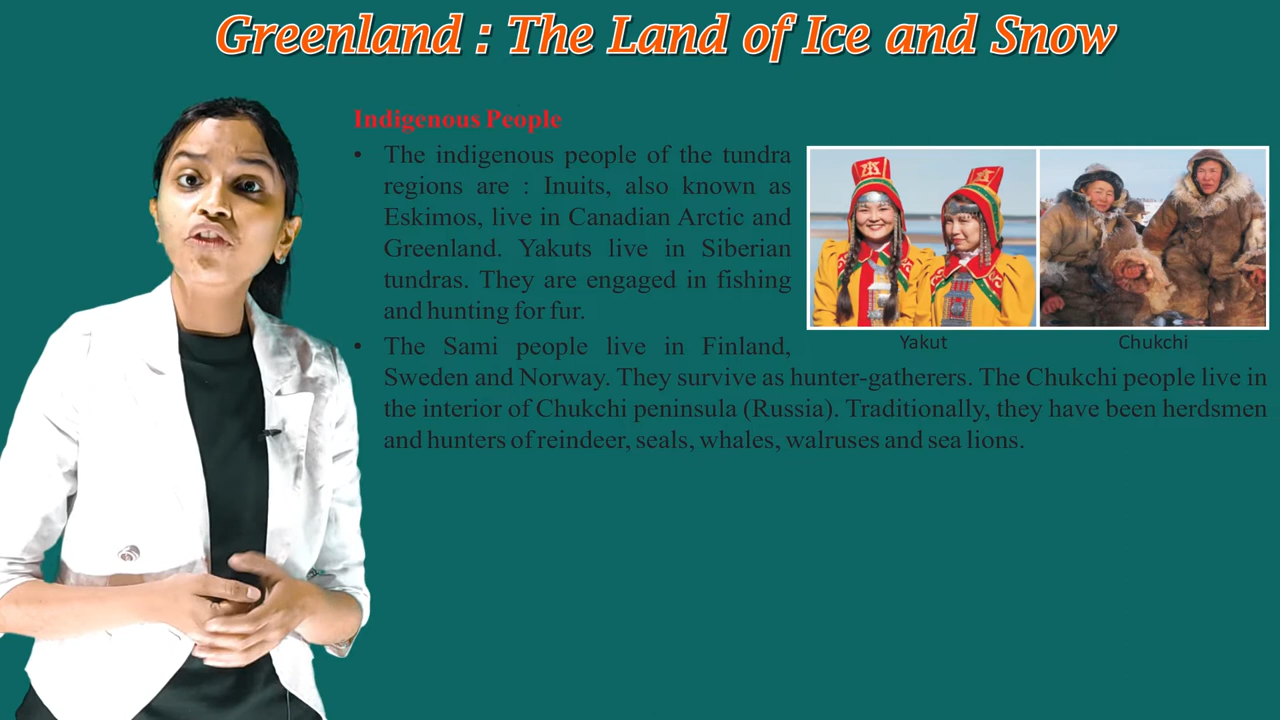 Greenland : The Land of Ice and Snow
Indigenous People
• The indigenous people of the tundra
regions are : Inuits, also known as
Eskimos, live in Canadian Arctic and
Greenland. Yakuts live in Siberian
tundras. They are engaged in fishing
and hunting for fur.
Yakut
Chukchi
• The Sami people live in Finland,
Sweden and Norway. They survive as hunter-gatherers. The Chukchi people live in
the interior of Chukchi peninsula (Russia). Traditionally, they have been herdsmen
and hunters of reindeer, seals, whales, walruses and sea lions.